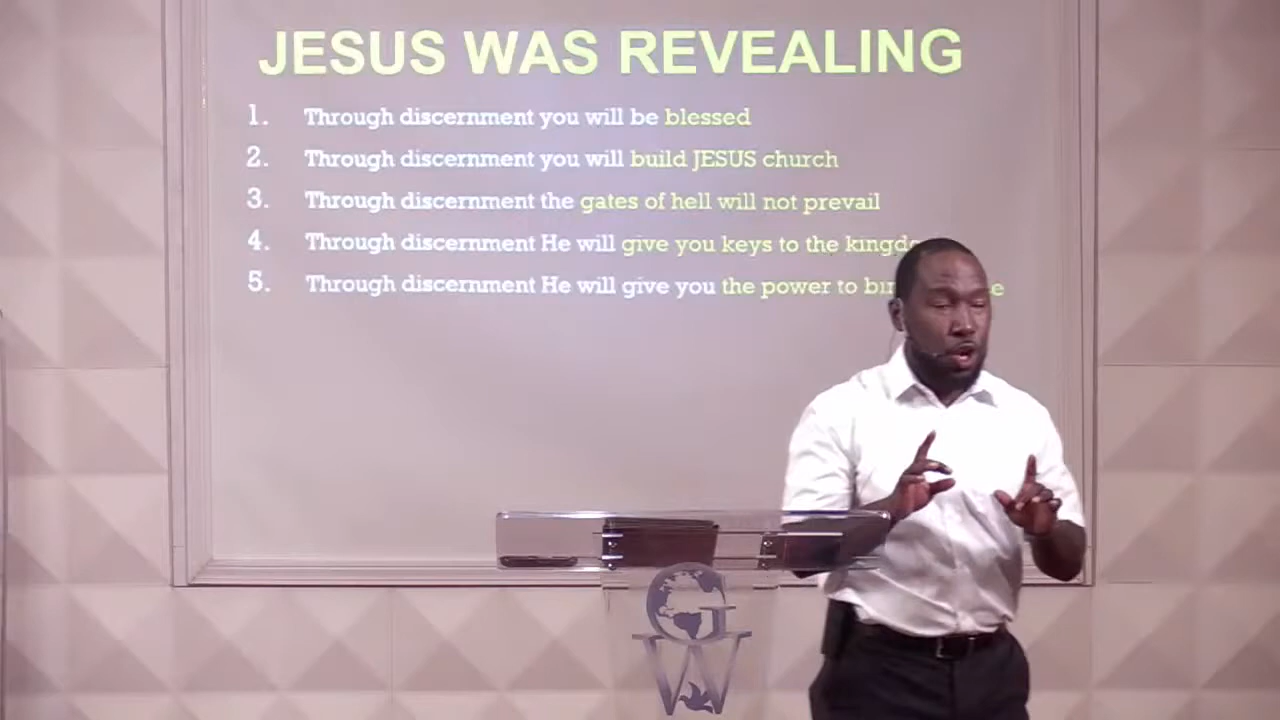 JESUS WAS REVEALING
1. Through discernment you will be blessed
2. Through discernment you will build JESUS church
3. Through discernment the gates of hell will not prevail
4. Through discernment He will give you keys to the
5. Through discernment He will give you the power to
GW